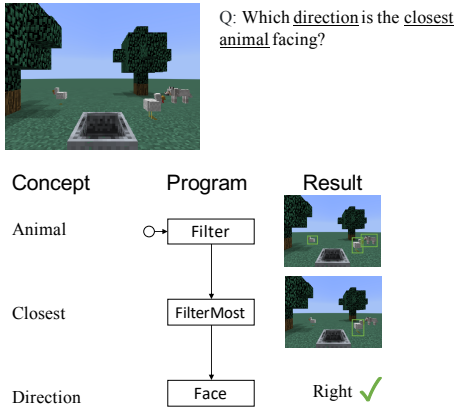 Q: Which direction is the closest
animal facing?
Concept Program Result
Animal Filter
Closest FilterMost
Direction Face Right ✓